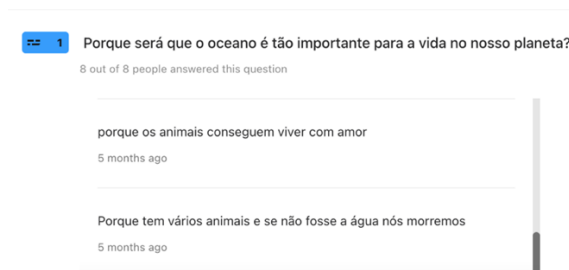 1 Porque será que o oceano é tão importante para a vida no nosso planeta?
8 out of 8 people answered this question
porque os animais conseguem viver com amor
5 months ago
Porque tem vários animais e se não fosse a água nós morremos
5 months ago